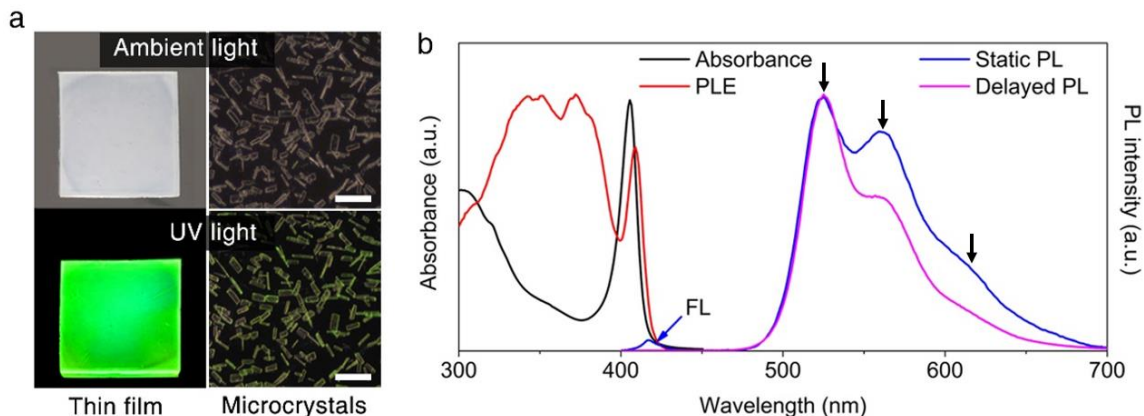 a
Ambient light
UV light
Thin film Microcrystals
b
Absorbance Static PL
PLE Delayed PL
FL
Absorbance (a.u.)
PL intensity (a.u.)
300 400 500 600 700
Wavelength (nm)